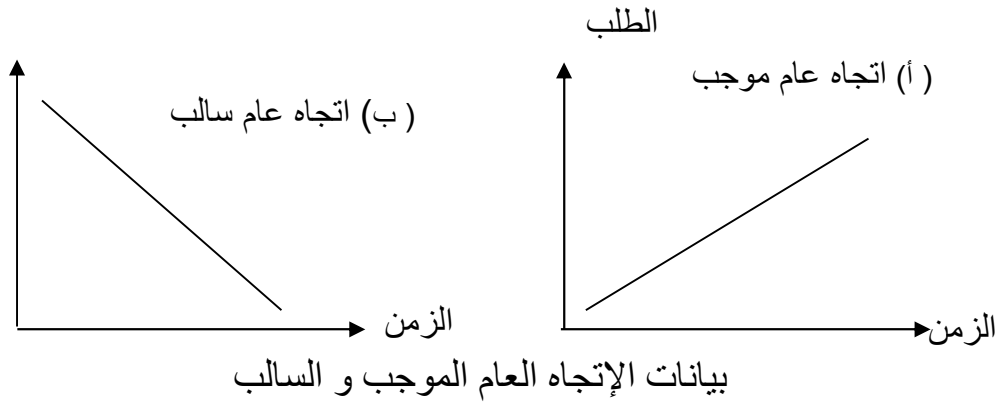 الطلب
( أ) اتجاه عام موجب
( ب) اتجاه عام سالب
الزمن
الزمن
بيانات الإتجاه العام الموجب و السالب